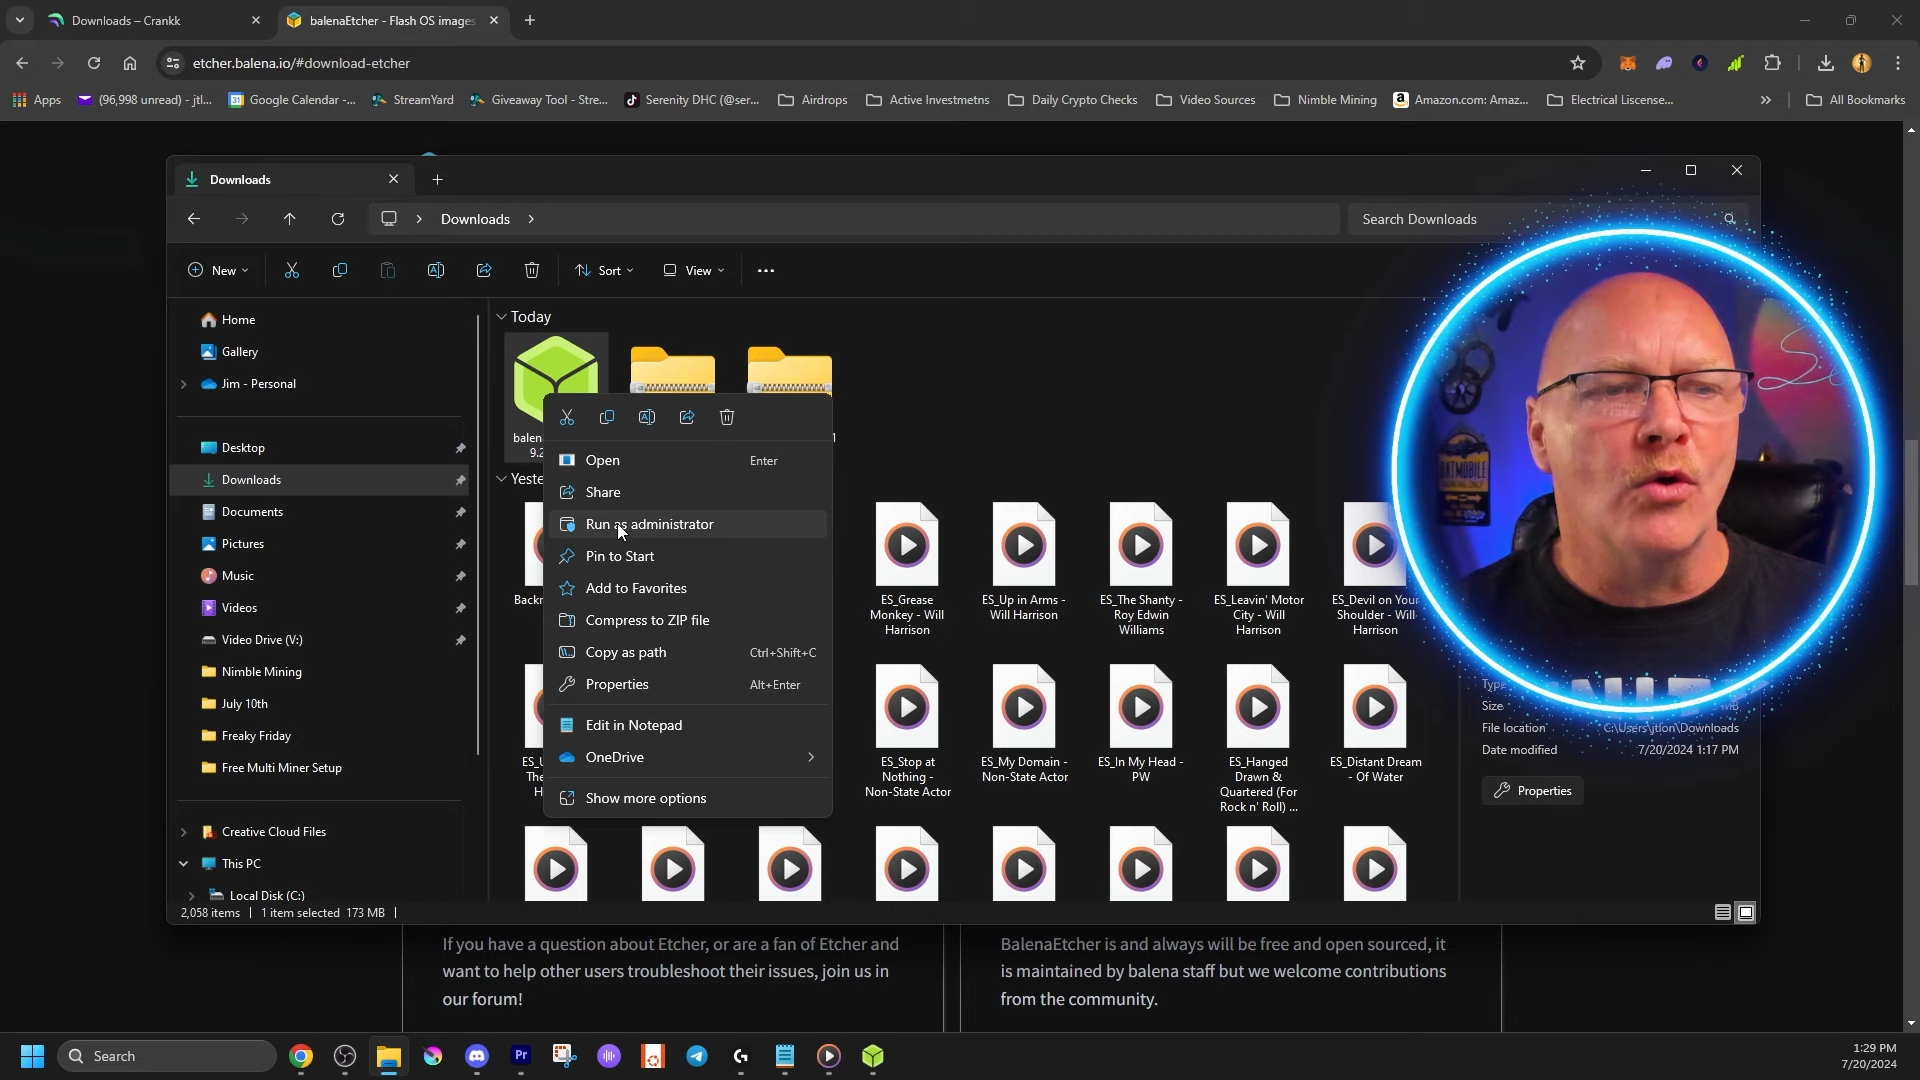 Downloads – Crankk
balenaEtcher - Flash OS images
etcher.balena.io/#download-etcher
Apps
(96,998 unread) - jtl...
Google Calendar -...
StreamYard
Giveaway Tool - Stre...
Serenity DHC (@ser...
Airdrops
Active Investmetns
Daily Crypto Checks
Video Sources
Nimble Mining
Amazon.com: Amaz...
Electrical Liscense...
All Bookmarks
Downloads
Downloads
Search Downloads
New
Sort
View
Home
Gallery
Jim - Personal
Desktop
Downloads
Documents
Pictures
Music
Videos
Video Drive (V:)
Nimble Mining
July 10th
Freaky Friday
Free Multi Miner Setup
Creative Cloud Files
This PC
Local Disk (C:)
2,058 items
1 item selected 173 MB
Today
balen
9.2
1
Yeste
Open Enter
Share
Run as administrator
Pin to Start
Add to Favorites
Compress to ZIP file
Copy as path Ctrl+Shift+C
Properties Alt+Enter
Edit in Notepad
OneDrive
Show more options
ES_Grease
Monkey - Will
Harrison
ES_Up in Arms -
Will Harrison
ES_The Shanty -
Roy Edwin
Williams
ES_Leavin' Motor
City - Will
Harrison
ES_Devil on Your
Shoulder - Will
Harrison
ES_Stop at
Nothing -
Non-State Actor
ES_My Domain -
Non-State Actor
ES_In My Head -
PW
ES_Hanged
Drawn &
Quartered (For
Rock n' Roll) ...
ES_Distant Dream
- Of Water
Type
Size MB
File location C:\Users\jtlon\Downloads
Date modified 7/20/2024 1:17 PM
Properties
If you have a question about Etcher, or are a fan of Etcher and
want to help other users troubleshoot their issues, join us in
our forum!
BalenaEtcher is and always will be free and open sourced, it
is maintained by balena staff but we welcome contributions
from the community.
Search
1:29 PM
7/20/2024